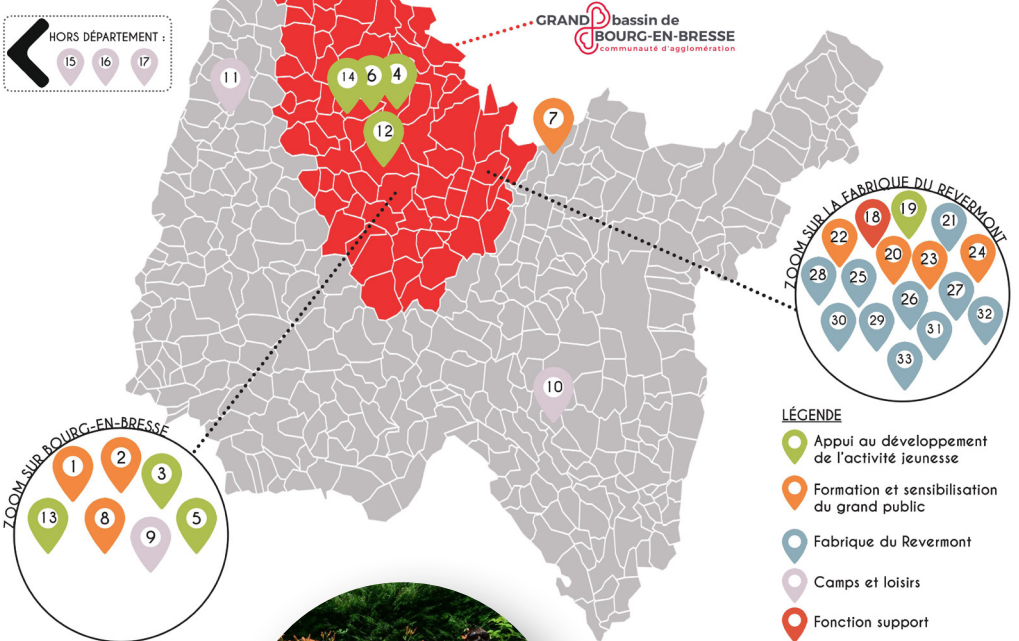 GRAND bassin de
BOURG-EN-BRESSE
communauté d'agglomération
HORS DÉPARTEMENT :
15 16 17
11
14 6 4
12
7
10
ZOOM SUR LA FABRIQUE DU REVERMONT
18 19 21
22 20 23 24
28 25 26 27
30 29 31 32
33
ZOOM SUR BOURG-EN-BRESSE
1 2 3
13 8 9 5
LÉGENDE
Appui au développement
de l'activité jeunesse
Formation et sensibilisation
du grand public
Fabrique du Revermont
Camps et loisirs
Fonction support